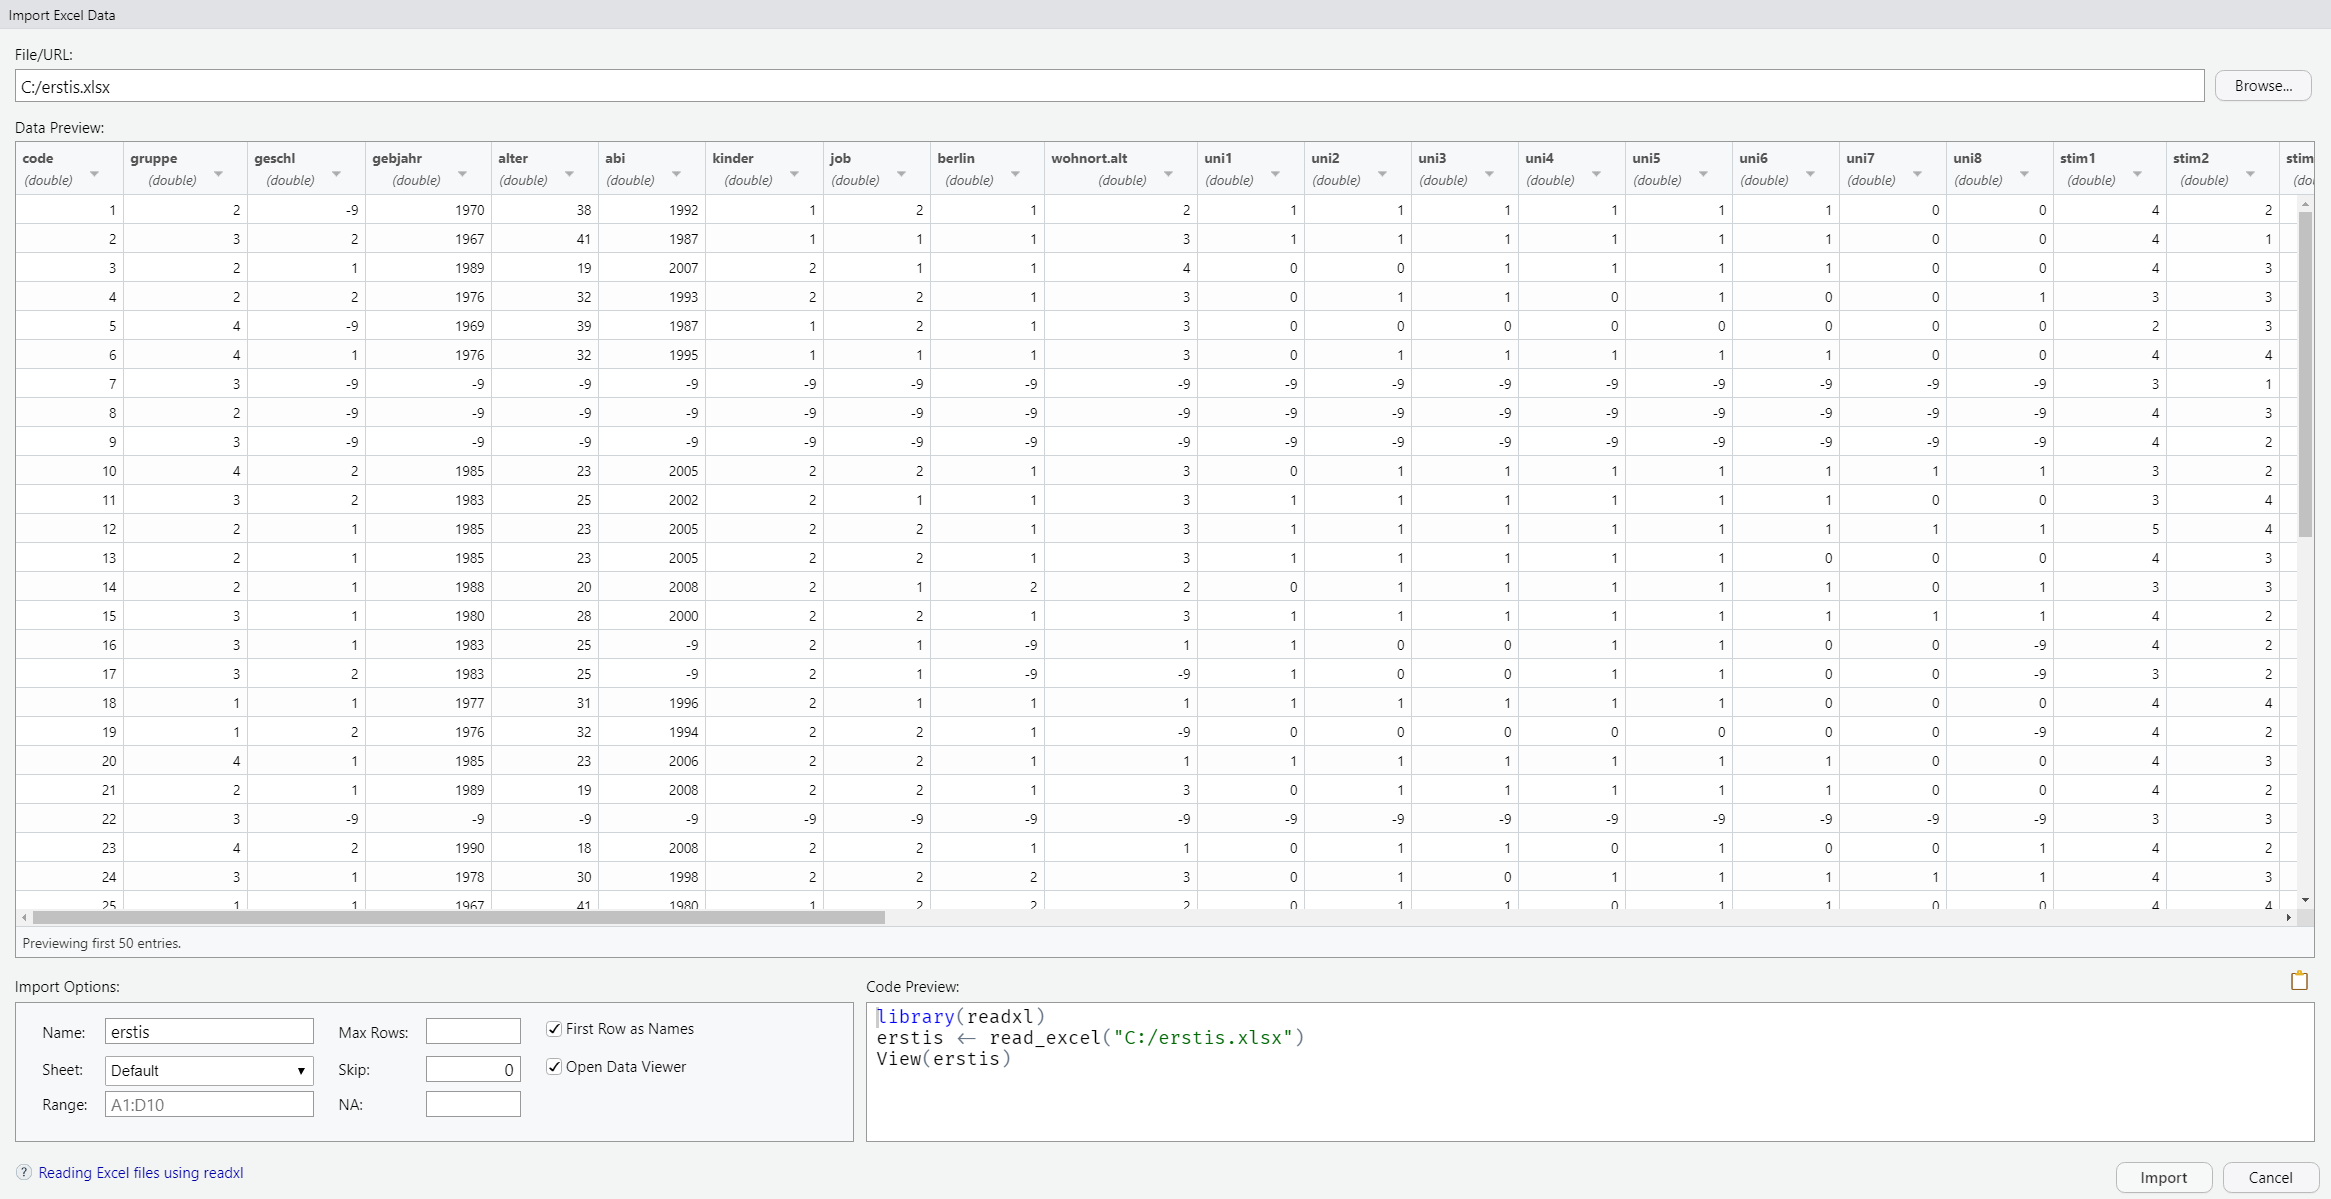 Import Excel Data
File/URL:
C:/erstis.xlsx
Browse...
Data Preview:
code gruppe geschl gebjahr alter abi kinder job berlin wohnort.alt uni1 uni2 uni3 uni4 uni5 uni6 uni7 uni8 stim1 stim2 stim
(double) (double) (double) (double) (double) (double) (double) (double) (double) (double) (double) (double) (double) (double) (double) (double) (double) (double) (double) (double) (dou
1 2 -9 1970 38 1992 1 2 1 2 1 1 1 1 1 1 0 0 4 2
2 3 2 1967 41 1987 1 1 1 3 1 1 1 1 1 1 0 0 4 1
3 2 1 1989 19 2007 2 1 1 4 0 0 1 1 1 1 0 0 4 3
4 2 2 1976 32 1993 2 2 1 3 0 1 1 0 1 0 0 1 3 3
5 4 -9 1969 39 1987 1 2 1 3 0 0 0 0 0 0 0 0 2 3
6 4 1 1976 32 1995 1 1 1 3 0 1 1 1 1 1 0 0 4 4
7 3 -9 -9 -9 -9 -9 -9 -9 -9 -9 -9 -9 -9 -9 -9 -9 -9 3 1
8 2 -9 -9 -9 -9 -9 -9 -9 -9 -9 -9 -9 -9 -9 -9 -9 -9 4 3
9 3 -9 -9 -9 -9 -9 -9 -9 -9 -9 -9 -9 -9 -9 -9 -9 -9 4 2
10 4 2 1985 23 2005 2 2 1 3 0 1 1 1 1 1 1 1 3 2
11 3 2 1983 25 2002 2 1 1 3 1 1 1 1 1 1 0 0 3 4
12 2 1 1985 23 2005 2 2 1 3 1 1 1 1 1 1 1 1 5 4
13 2 1 1985 23 2005 2 2 1 3 1 1 1 1 1 0 0 0 4 3
14 2 1 1988 20 2008 2 1 2 2 0 1 1 1 1 1 0 1 3 3
15 3 1 1980 28 2000 2 2 1 3 1 1 1 1 1 1 1 1 4 2
16 3 1 1983 25 -9 2 1 -9 1 1 0 0 1 1 0 0 -9 4 2
17 3 2 1983 25 -9 2 1 -9 -9 1 0 0 1 1 0 0 -9 3 2
18 1 1 1977 31 1996 2 1 1 1 1 1 1 1 1 0 0 0 4 4
19 1 2 1976 32 1994 2 2 1 -9 0 0 0 0 0 0 0 -9 4 2
20 4 1 1985 23 2006 2 2 1 1 1 1 1 1 1 1 0 0 4 3
21 2 1 1989 19 2008 2 2 1 3 0 1 1 1 1 1 0 0 4 2
22 3 -9 -9 -9 -9 -9 -9 -9 -9 -9 -9 -9 -9 -9 -9 -9 -9 3 3
23 4 2 1990 18 2008 2 2 1 1 0 1 1 0 1 0 0 1 4 2
24 3 1 1978 30 1998 2 2 2 3 0 1 0 1 1 1 1 1 4 3
25 1 1 1967 41 1980 1 2 2 2 0 1 1 0 1 1 0 0 4 4
Previewing first 50 entries.
Import Options:
Name: erstis Max Rows: First Row as Names
Sheet: Default Skip: 0 Open Data Viewer
Range: A1:D10 NA:
Code Preview:
library(readxl)
erstis <- read_excel("C:/erstis.xlsx")
View(erstis)
? Reading Excel files using readxl
Import Cancel